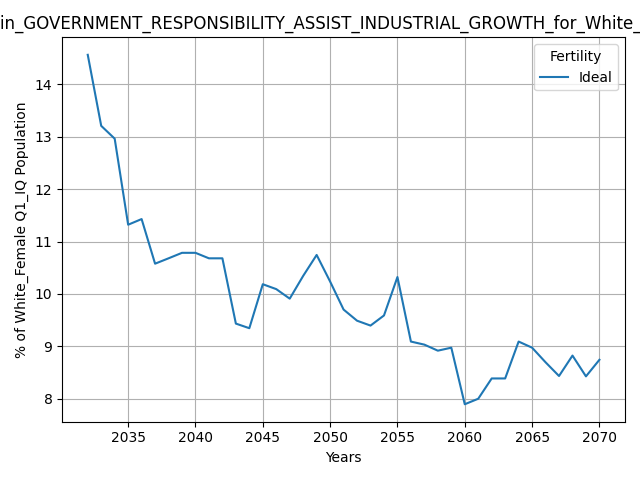 in_GOVERNMENT_RESPONSIBILITY_ASSIST_INDUSTRIAL_GROWTH_for_White_
Fertility
Ideal
% of White_Female Q1_IQ Population
14
13
12
11
10
9
8
2035 2040 2045 2050 2055 2060 2065 2070
Years